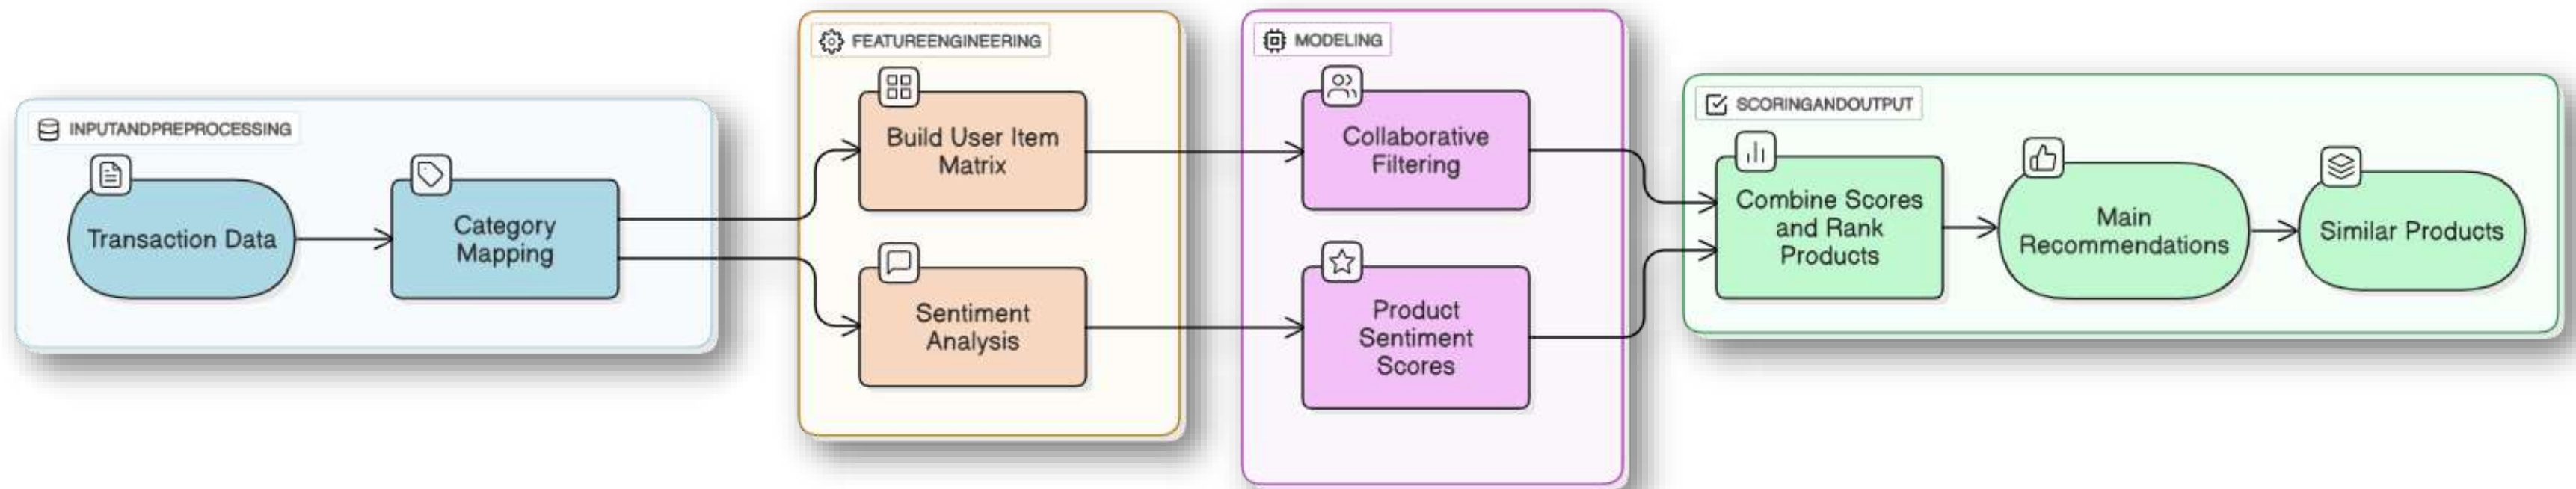 INPUTANDPREPROCESSING
Transaction Data
Category
Mapping
FEATUREENGINEERING
Build User Item
Matrix
Sentiment
Analysis
MODELING
Collaborative
Filtering
Product
Sentiment
Scores
SCORINGANDOUTPUT
Combine Scores
and Rank
Products
Main
Recommendations
Similar Products